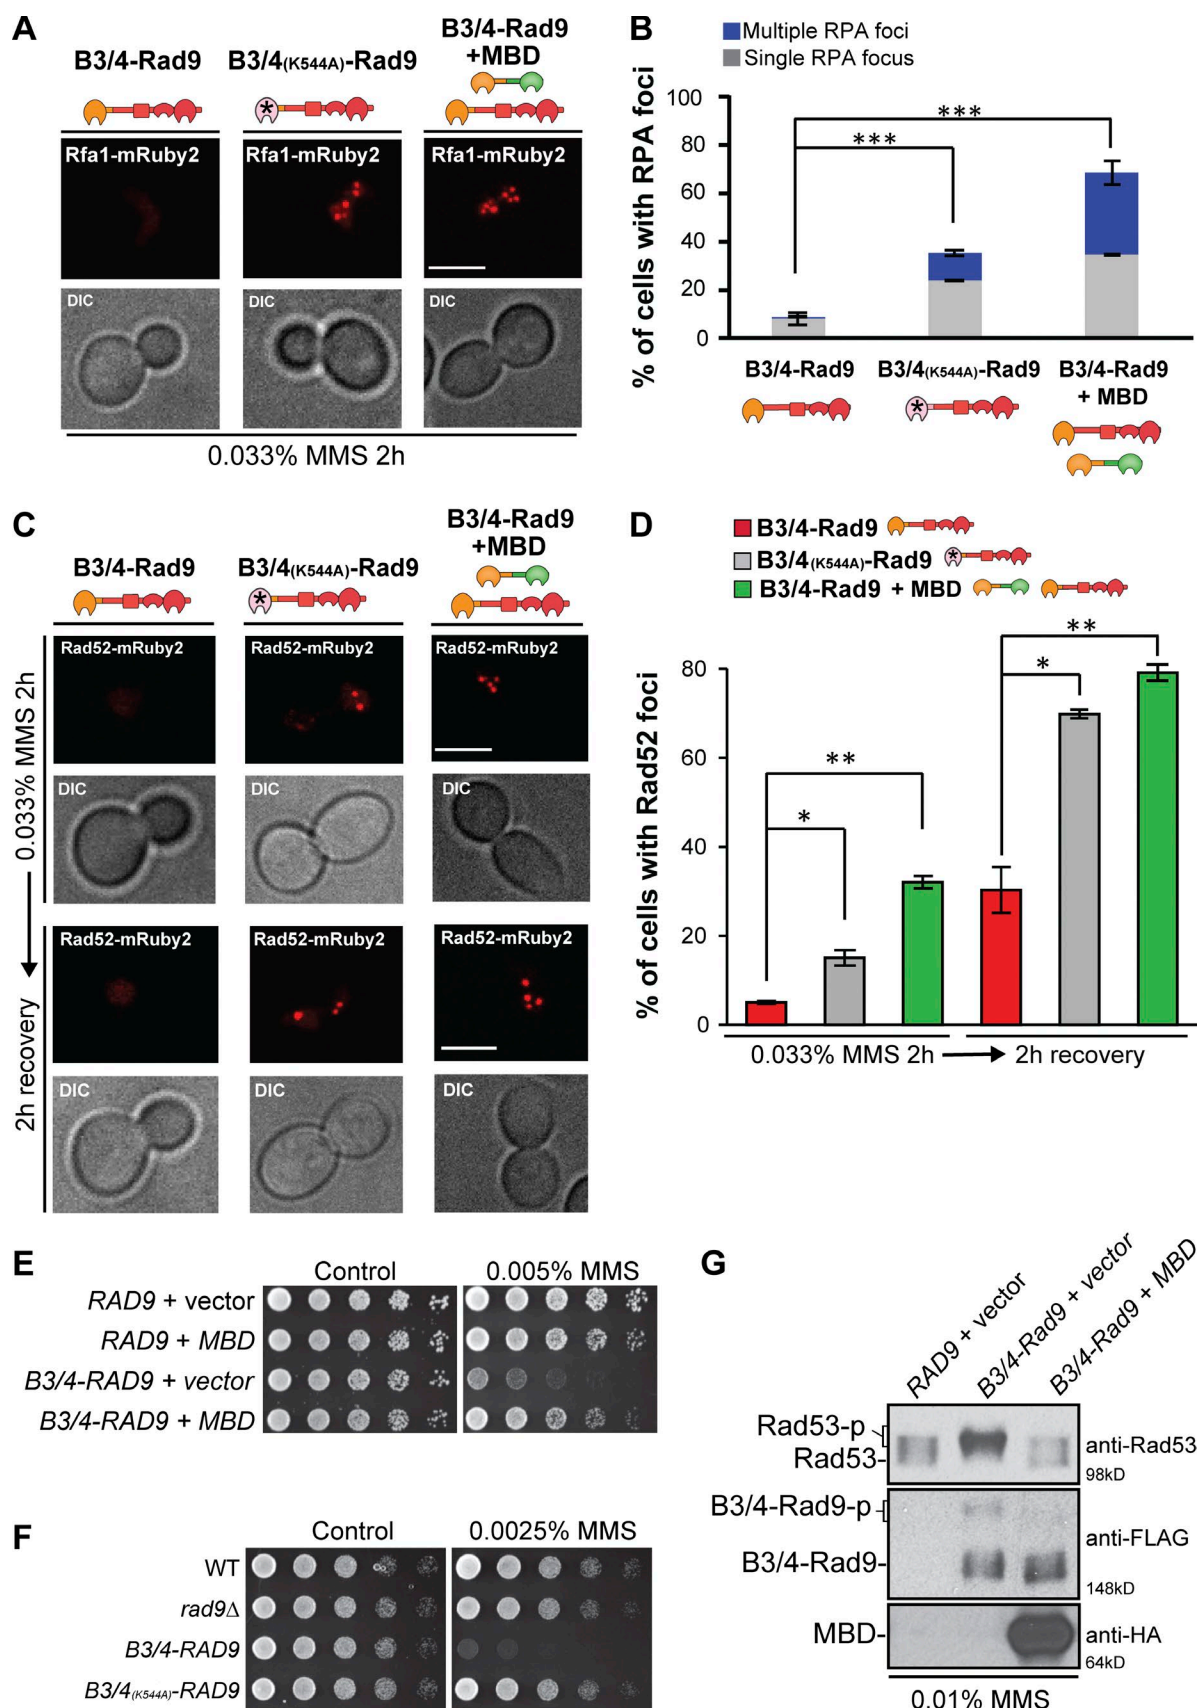 A
B3/4-Rad9
B3/4(K544A)-Rad9
B3/4-Rad9
+MBD
*
Rfa1-mRuby2
Rfa1-mRuby2
Rfa1-mRuby2
DIC
DIC
DIC
0.033% MMS 2h
B
Multiple RPA foci
Single RPA focus
% of cells with RPA foci
100
80
60
40
20
0
***
***
B3/4-Rad9
B3/4(K544A)-Rad9
B3/4-Rad9
+ MBD
*
C
B3/4-Rad9
B3/4(K544A)-Rad9
B3/4-Rad9
+MBD
*
0.033% MMS 2h
Rad52-mRuby2
Rad52-mRuby2
Rad52-mRuby2
DIC
DIC
DIC
2h recovery
Rad52-mRuby2
Rad52-mRuby2
Rad52-mRuby2
DIC
DIC
DIC
D
B3/4-Rad9
B3/4(K544A)-Rad9
*
B3/4-Rad9 + MBD
% of cells with Rad52 foci
80
60
40
20
0
*
**
*
**
0.033% MMS 2h
2h recovery
E
Control
0.005% MMS
RAD9 + vector
RAD9 + MBD
B3/4-RAD9 + vector
B3/4-RAD9 + MBD
F
Control
0.0025% MMS
WT
rad9Δ
B3/4-RAD9
B3/4(K544A)-RAD9
G
RAD9 + vector
B3/4-Rad9 + vector
B3/4-Rad9 + MBD
Rad53-p
Rad53-
anti-Rad53
98kD
B3/4-Rad9-p
B3/4-Rad9-
anti-FLAG
148kD
MBD-
anti-HA
64kD
0.01% MMS